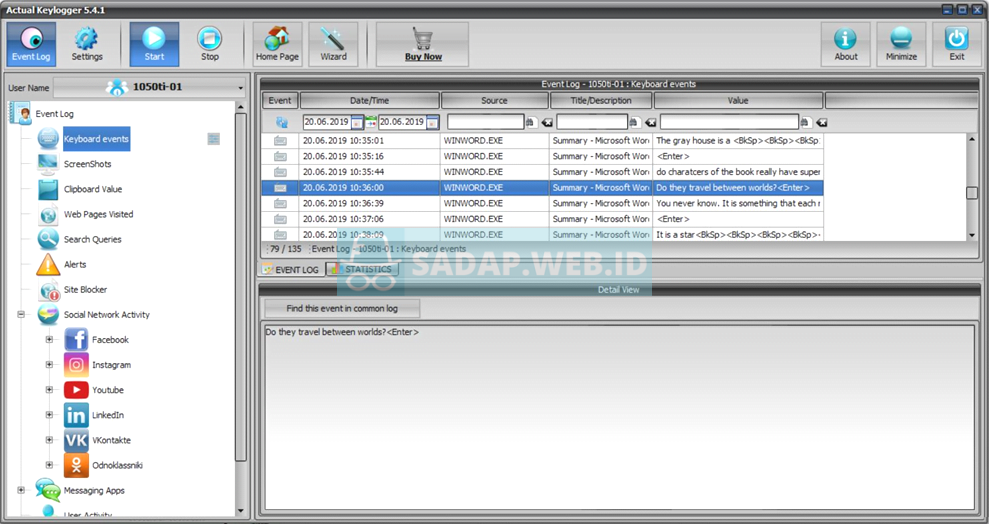 Actual Keylogger 5.4.1
Event Log Settings Start Stop Home Page Wizard Buy Now About Minimize Exit
User Name 1050ti-01
Event Log
Keyboard events
ScreenShots
Clipboard Value
Web Pages Visited
Search Queries
Alerts
Site Blocker
Social Network Activity
Facebook
Instagram
Youtube
LinkedIn
VKontakte
Odnoklassniki
Messaging Apps
User Activity
Event Log - 1050ti-01 : Keyboard events
Event Date/Time Source Title/Description Value
20.06.2019 20.06.2019
20.06.2019 10:35:01 WINWORD.EXE Summary - Microsoft Wor The gray house is a <BkSp><BkSp><BkSp
20.06.2019 10:35:16 WINWORD.EXE Summary - Microsoft Wor <Enter>
20.06.2019 10:35:44 WINWORD.EXE Summary - Microsoft Wor do charatcers of the book really have super
20.06.2019 10:36:00 WINWORD.EXE Summary - Microsoft Wor Do they travel between worlds?<Enter>
20.06.2019 10:36:39 WINWORD.EXE Summary - Microsoft Wor You never know. It is something that each r
20.06.2019 10:37:06 WINWORD.EXE Summary - Microsoft Wor <Enter>
20.06.2019 10:38:09 WINWORD.EXE Summary - Microsoft Wor It is a star<BkSp><BkSp><BkSp><BkSp>
79 / 135 Event Log - 1050ti-01 : Keyboard events
EVENT LOG STATISTICS
SADAP.WEB.ID
Detail View
Find this event in common log
Do they travel between worlds?<Enter>